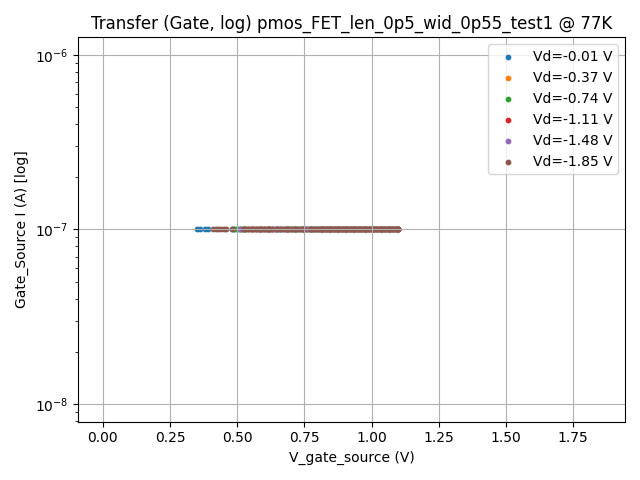 Transfer (Gate, log) pmos_FET_len_0p5_wid_0p55_test1 @ 77K
Vd=-0.01 V
Vd=-0.37 V
Vd=-0.74 V
Vd=-1.11 V
Vd=-1.48 V
Vd=-1.85 V
Gate_Source I (A) [log]
10⁻⁶
10⁻⁷
10⁻⁸
0.00 0.25 0.50 0.75 1.00 1.25 1.50 1.75
V_gate_source (V)